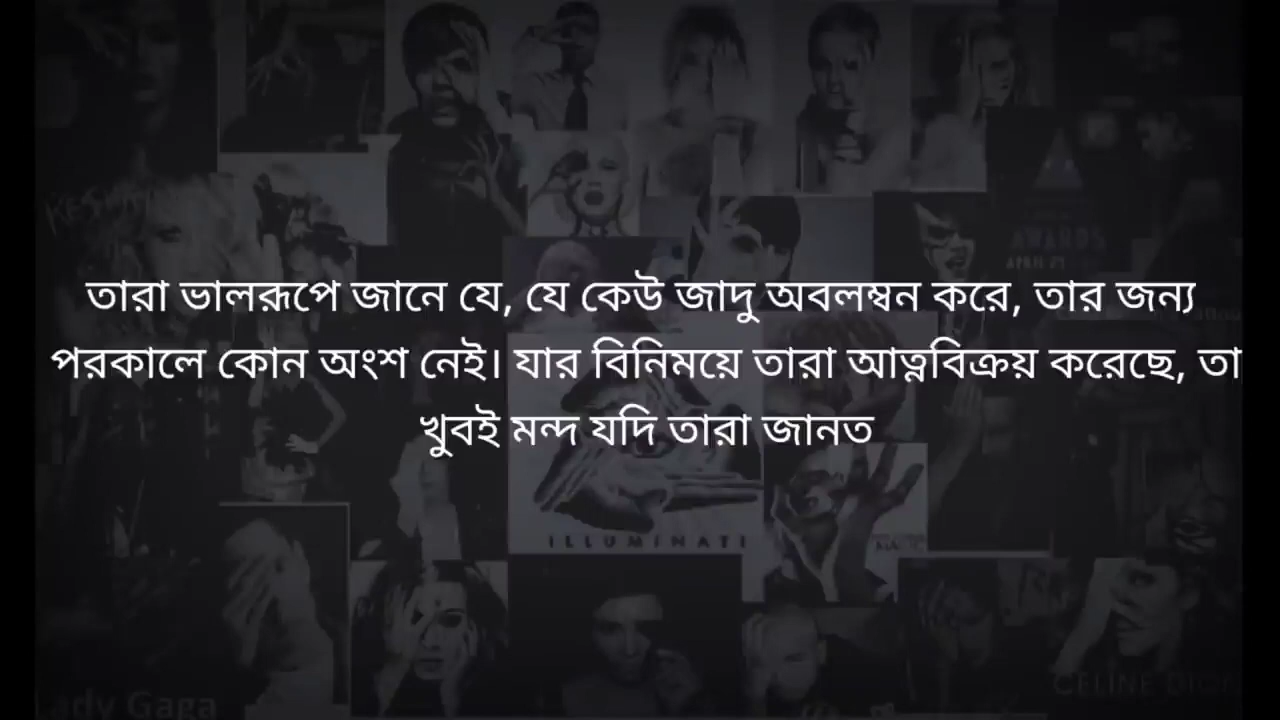 তারা ভালরূপে জানে যে, যে কেউ জাদু অবলম্বন করে, তার জন্য
পরকালে কোন অংশ নেই। যার বিনিময়ে তারা আত্নবিক্রয় করেছে, তা
খুবই মন্দ যদি তারা জানত
AWARDS
ILLUMINATI
CELINE DION
Lady Gaga